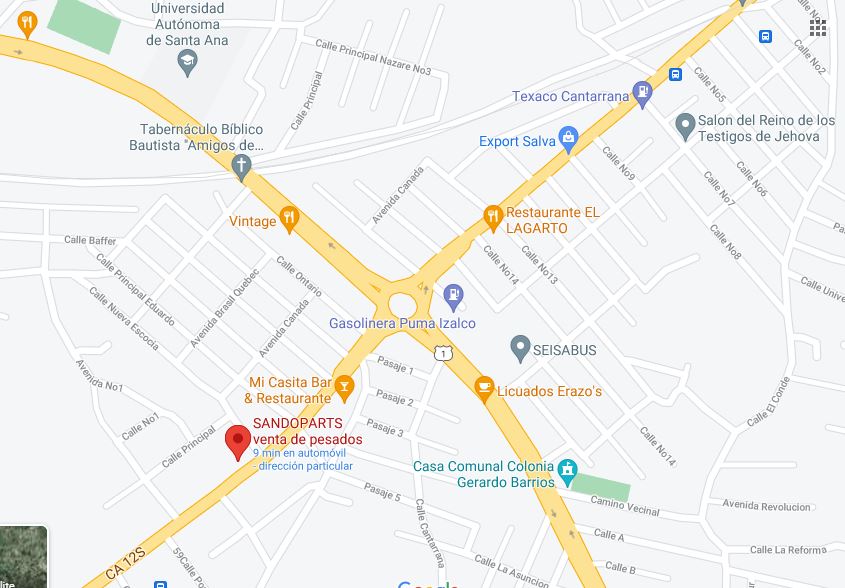 Universidad
Autónoma
de Santa Ana
Calle Principal Nazare No3
Calle Principal
Calle No2
Calle No5
Texaco Cantarrana
Salon del Reino de los
Testigos de Jehova
Tabernáculo Bíblico
Bautista "Amigos de...
Export Salva
Calle No9
Calle No6
Calle No7
Avenida Canada
Vintage
Restaurante EL
LAGARTO
Calle Baffer
Calle No8
Calle No14
Calle No13
Calle Principal Eduardo
Calle Ontario
Avenida Brasil Quebec
Calle Nueva Escocia
Avenida Canada
Calle Unive
Gasolinera Puma Izalco
1
SEISABUS
Pasaje 1
Avenida No1
Mi Casita Bar
& Restaurante
Licuados Erazo's
Pasaje 2
Calle El Conde
Calle No1
Calle Principal
SANDOPARTS
venta de pesados
9 min en automóvil
- dirección particular
Pasaje 3
Calle No14
Casa Comunal Colonia
Gerardo Barrios
Pasaje 5
Camino Vecinal
Avenida Revolucion
Calle Cantarrana
Calle A
Calle La Reforma
CA 12S
Calle La Asuncion
Calle B